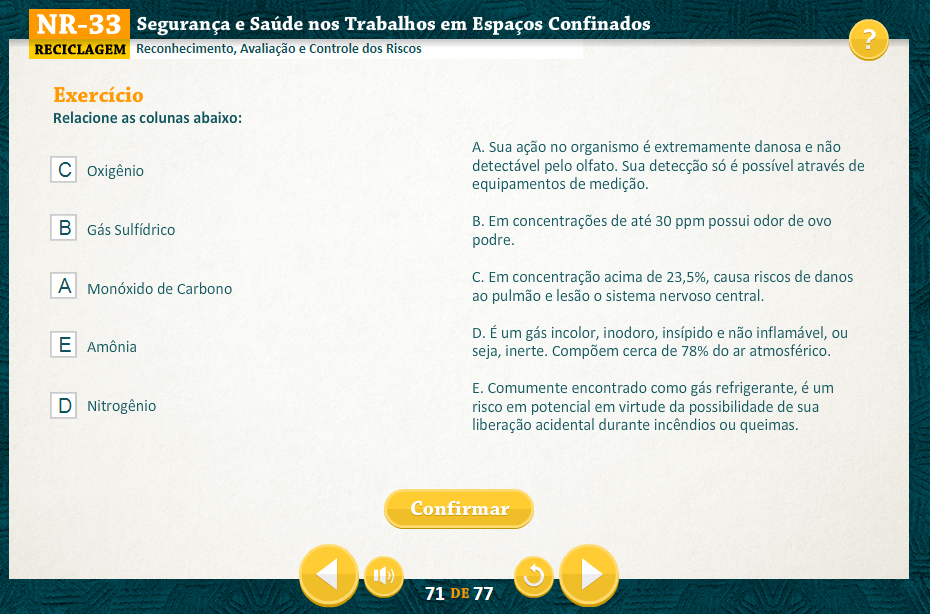 NR-33
RECICLAGEM
Segurança e Saúde nos Trabalhos em Espaços Confinados
Reconhecimento, Avaliação e Controle dos Riscos
?
Exercício
Relacione as colunas abaixo:
C Oxigênio
B Gás Sulfídrico
A Monóxido de Carbono
E Amônia
D Nitrogênio
A. Sua ação no organismo é extremamente danosa e não
detectável pelo olfato. Sua detecção só é possível através de
equipamentos de medição.
B. Em concentrações de até 30 ppm possui odor de ovo
podre.
C. Em concentração acima de 23,5%, causa riscos de danos
ao pulmão e lesão o sistema nervoso central.
D. É um gás incolor, inodoro, insípido e não inflamável, ou
seja, inerte. Compõem cerca de 78% do ar atmosférico.
E. Comumente encontrado como gás refrigerante, é um
risco em potencial em virtude da possibilidade de sua
liberação acidental durante incêndios ou queimas.
Confirmar
71 DE 77